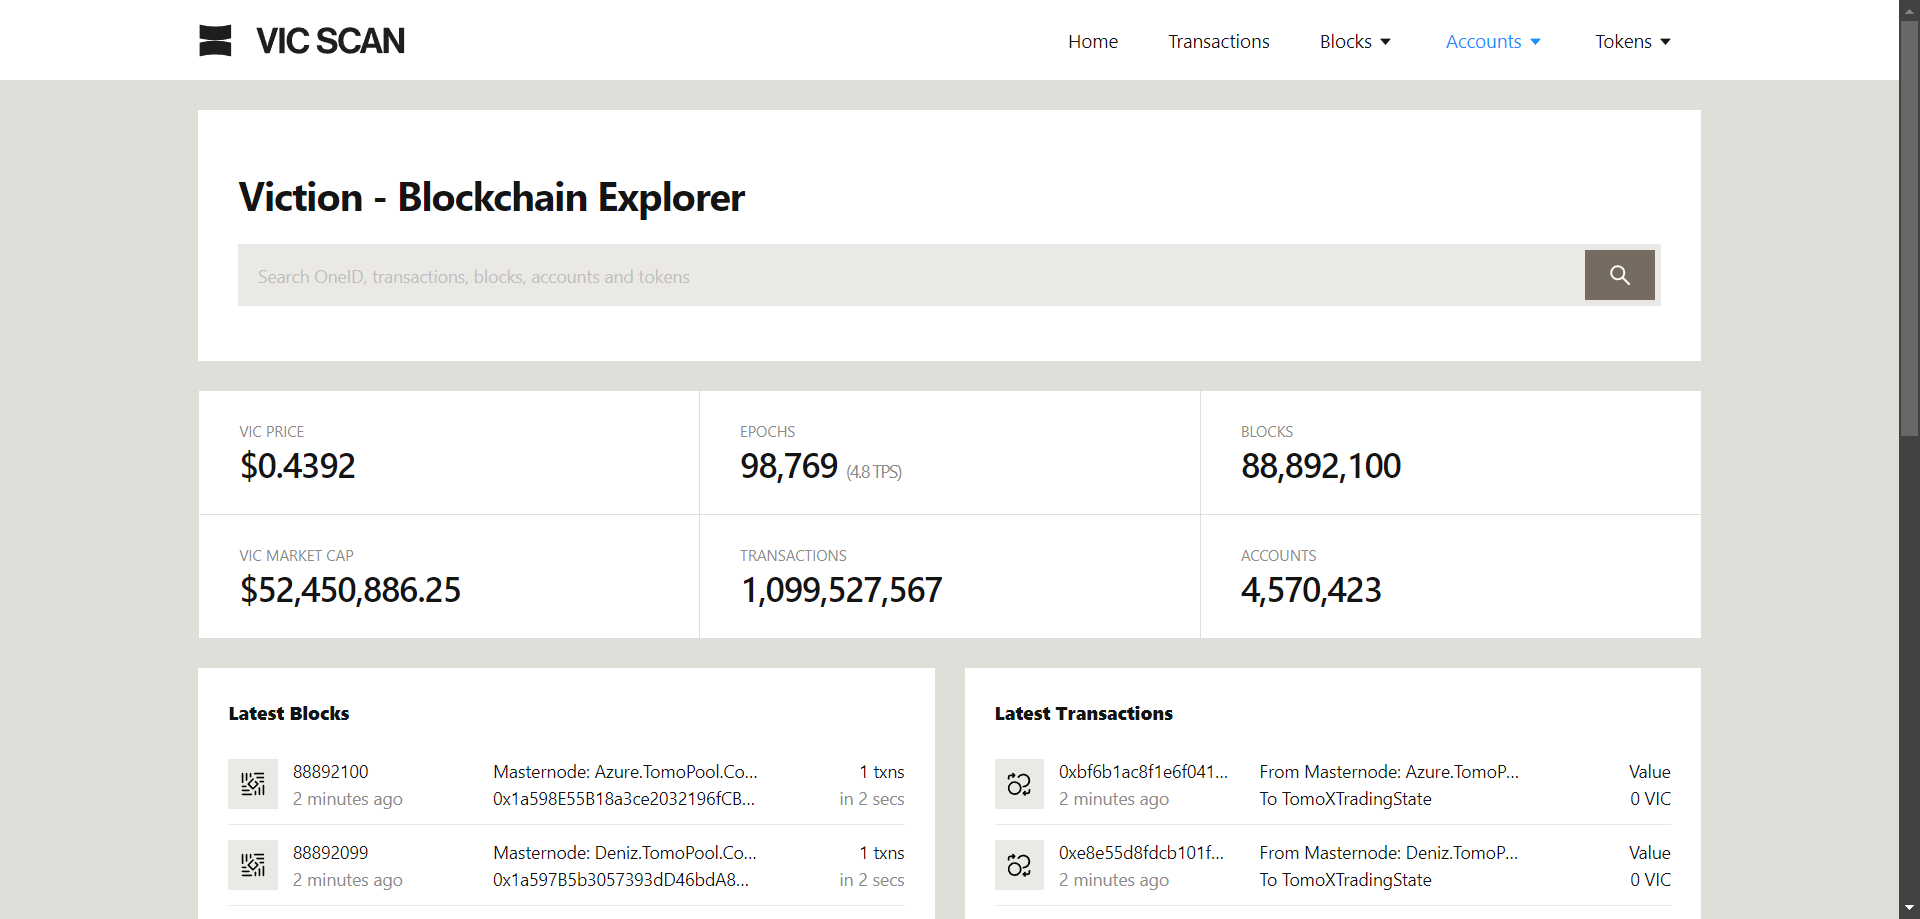 VIC SCAN
Home Transactions Blocks Accounts Tokens
Viction - Blockchain Explorer
Search OneID, transactions, blocks, accounts and tokens
VIC PRICE
$0.4392
EPOCHS
98,769 (4.8 TPS)
BLOCKS
88,892,100
VIC MARKET CAP
$52,450,886.25
TRANSACTIONS
1,099,527,567
ACCOUNTS
4,570,423
Latest Blocks
88892100 Masternode: Azure.TomoPool.Co... 1 txns
2 minutes ago 0x1a598E55B18a3ce2032196fCB... in 2 secs
88892099 Masternode: Deniz.TomoPool.Co... 1 txns
2 minutes ago 0x1a597B5b3057393dD46bdA8... in 2 secs
Latest Transactions
0xbf6b1ac8f1e6f041... From Masternode: Azure.TomoP... Value
2 minutes ago To TomoXTradingState 0 VIC
0xe8e55d8fdcb101f... From Masternode: Deniz.TomoP... Value
2 minutes ago To TomoXTradingState 0 VIC